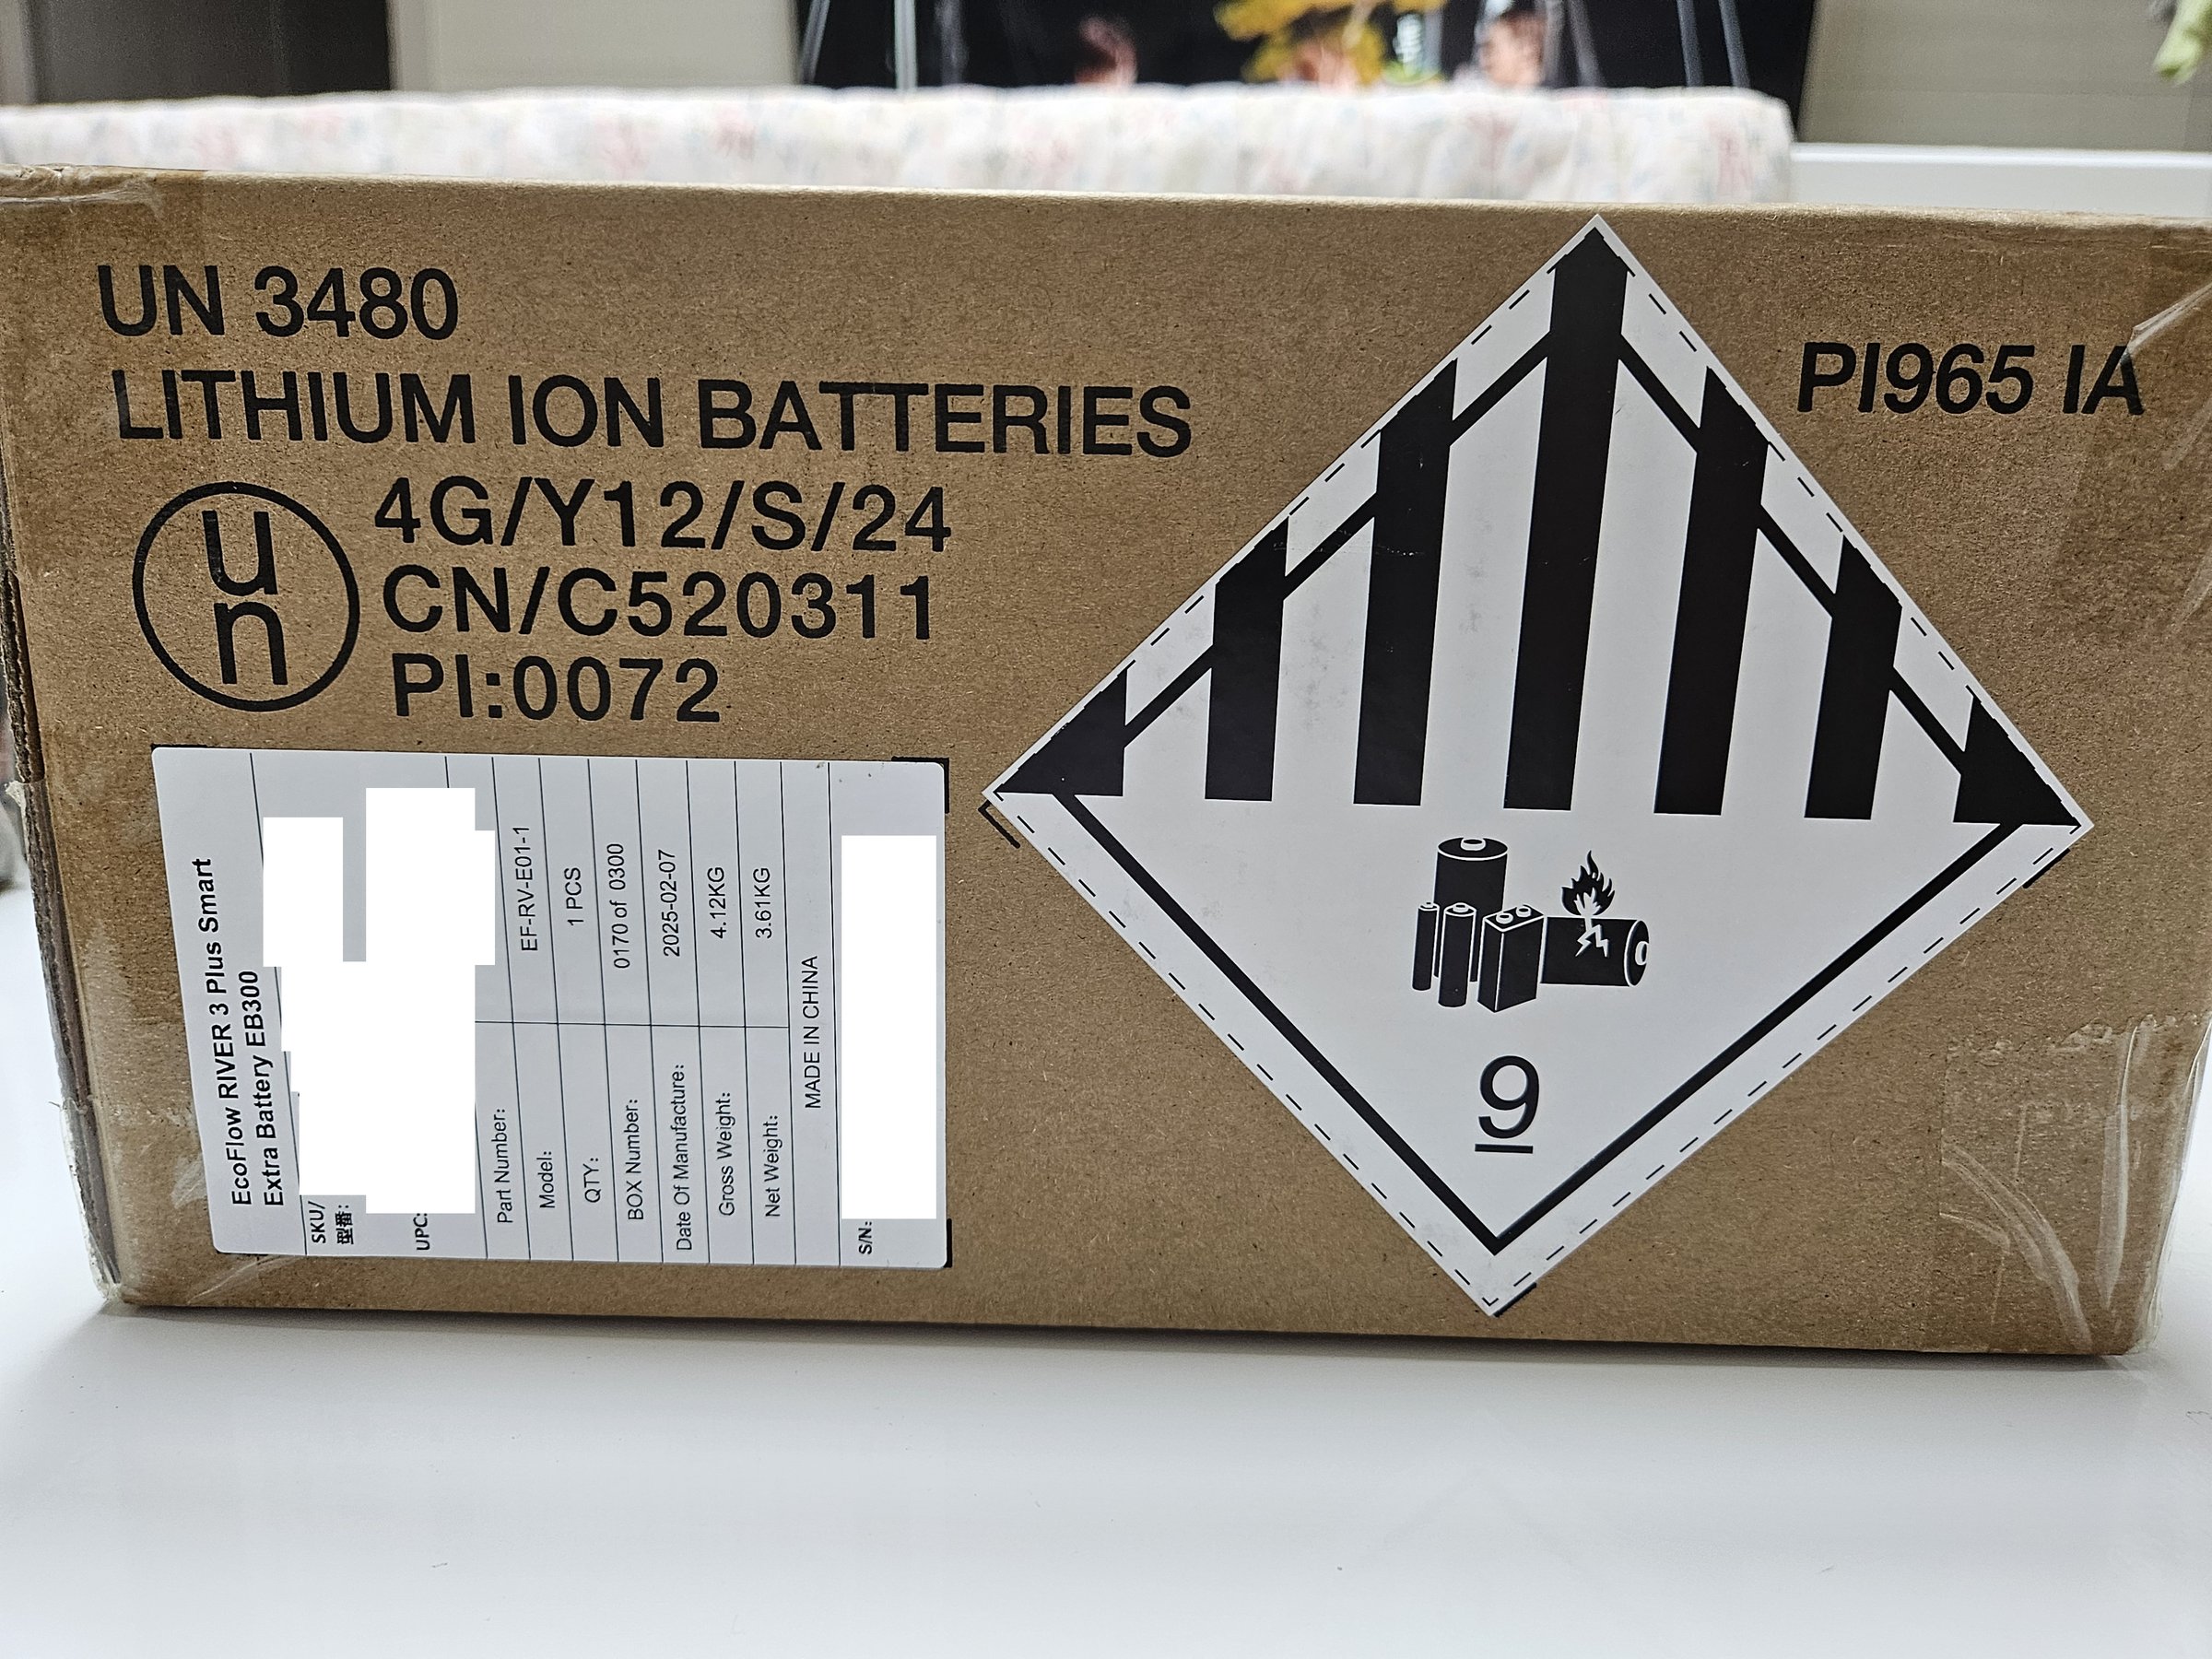 UN 3480
LITHIUM ION BATTERIES
un
4G/Y12/S/24
CN/C520311
PI:0072
PI965 IA
9
EcoFlow RIVER 3 Plus Smart
Extra Battery EB300
SKU/
型番:
UPC:
Part Number:
Model: EF-RV-E01-1
QTY: 1 PCS
BOX Number: 0170 of 0300
Date Of Manufacture: 2025-02-07
Gross Weight: 4.12KG
Net Weight: 3.61KG
MADE IN CHINA
S/N: